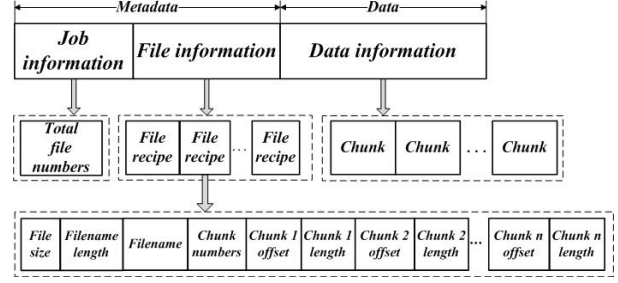 Metadata
Data
Job
information
File information
Data information
Total
file
numbers
File
recipe
File
recipe
...
File
recipe
Chunk
Chunk
...
Chunk
File
size
Filename
length
Filename
Chunk
numbers
Chunk 1
offset
Chunk 1
length
Chunk 2
offset
Chunk 2
length
...
Chunk n
offset
Chunk n
length